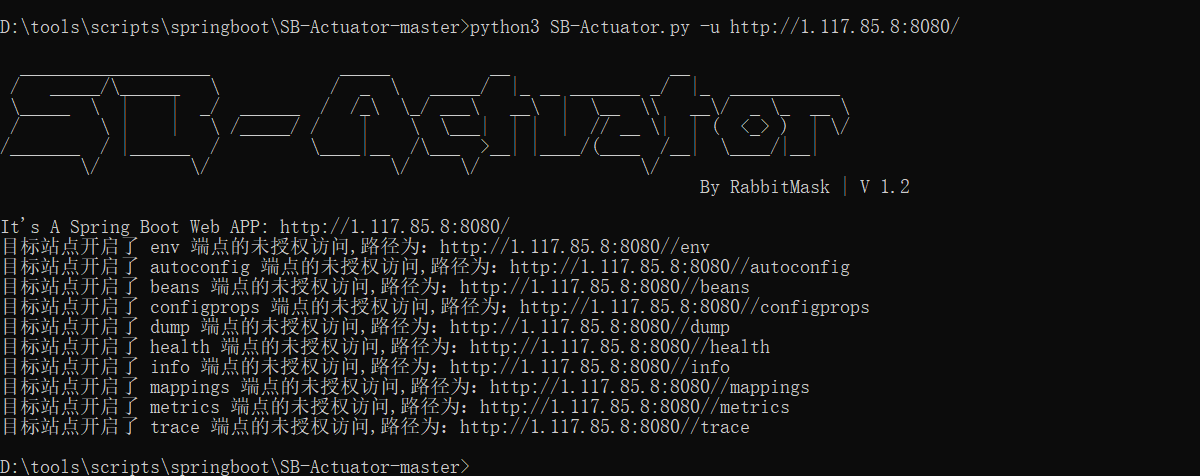 D:\tools\scripts\springboot\SB-Actuator-master>python3 SB-Actuator.py -u http://1.117.85.8:8080/
SB-Actuator
By RabbitMask | V 1.2
It's A Spring Boot Web APP: http://1.117.85.8:8080/
目标站点开启了 env 端点的未授权访问,路径为：http://1.117.85.8:8080//env
目标站点开启了 autoconfig 端点的未授权访问,路径为：http://1.117.85.8:8080//autoconfig
目标站点开启了 beans 端点的未授权访问,路径为：http://1.117.85.8:8080//beans
目标站点开启了 configprops 端点的未授权访问,路径为：http://1.117.85.8:8080//configprops
目标站点开启了 dump 端点的未授权访问,路径为：http://1.117.85.8:8080//dump
目标站点开启了 health 端点的未授权访问,路径为：http://1.117.85.8:8080//health
目标站点开启了 info 端点的未授权访问,路径为：http://1.117.85.8:8080//info
目标站点开启了 mappings 端点的未授权访问,路径为：http://1.117.85.8:8080//mappings
目标站点开启了 metrics 端点的未授权访问,路径为：http://1.117.85.8:8080//metrics
目标站点开启了 trace 端点的未授权访问,路径为：http://1.117.85.8:8080//trace
D:\tools\scripts\springboot\SB-Actuator-master>